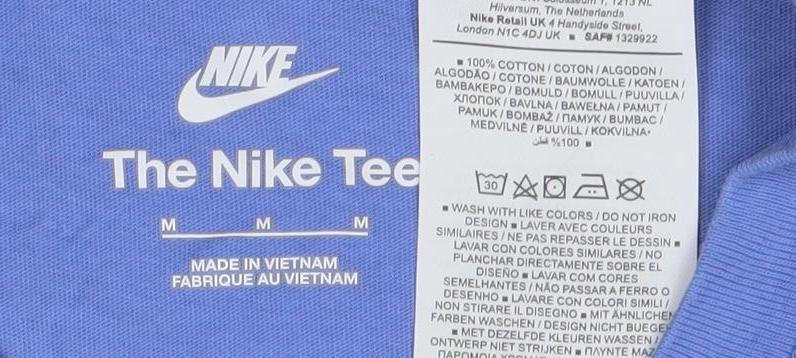 NIKE
The Nike Tee
M M M
MADE IN VIETNAM
FABRIQUE AU VIETNAM
Hilversum, The Netherlands
Nike Retail UK 4 Handyside Street,
London N1C 4DJ UK ■ SAF# 1329922
■ 100% COTTON / COTON / ALGODON /
ALGODÃO / COTONE / BAUMWOLLE / KATOEN /
ΒΑΜΒΑΚΕΡΟ / BOMULD / BOMULL / PUUVILLA /
ХЛОПОК / BAVLNA / BAWEŁNA / PAMUT /
PAMUK / BOMBAŽ / ПАМУК / BUMBAC /
MEDVILNĖ / PUUVILL / KOKVILNA·
%100 قطن ■
30
■ WASH WITH LIKE COLORS / DO NOT IRON
DESIGN ■ LAVER AVEC COULEURS
SIMILAIRES / NE PAS REPASSER LE DESSIN ■
LAVAR CON COLORES SIMILARES / NO
PLANCHAR DIRECTAMENTE SOBRE EL
DISEÑO ■ LAVAR COM CORES
SEMELHANTES / NÃO PASSAR A FERRO O
DESENHO ■ LAVARE CON COLORI SIMILI /
NON STIRARE IL DISEGNO ■ MIT ÄHNLICHEN
FARBEN WASCHEN / DESIGN NICHT BUEGEL
■ MET DEZELFDE KLEUREN WASSEN /
ONTWERP NIET STRIJKEN ■ ΠΛΥΝΤΕ ΜΑΖ